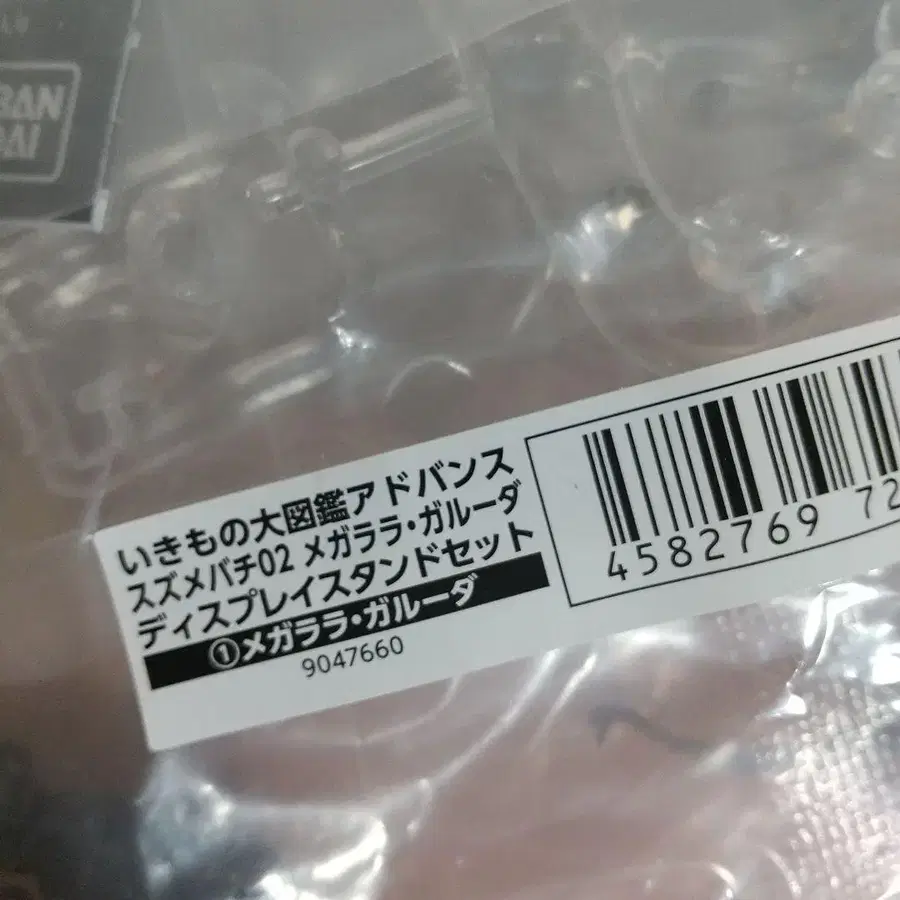 BAN
DAI
いきもの大図鑑アドバンス
スズメバチ02 メガララ・ガルーダ
ディスプレイスタンドセット
①メガララ・ガルーダ
9047660
4582769 72